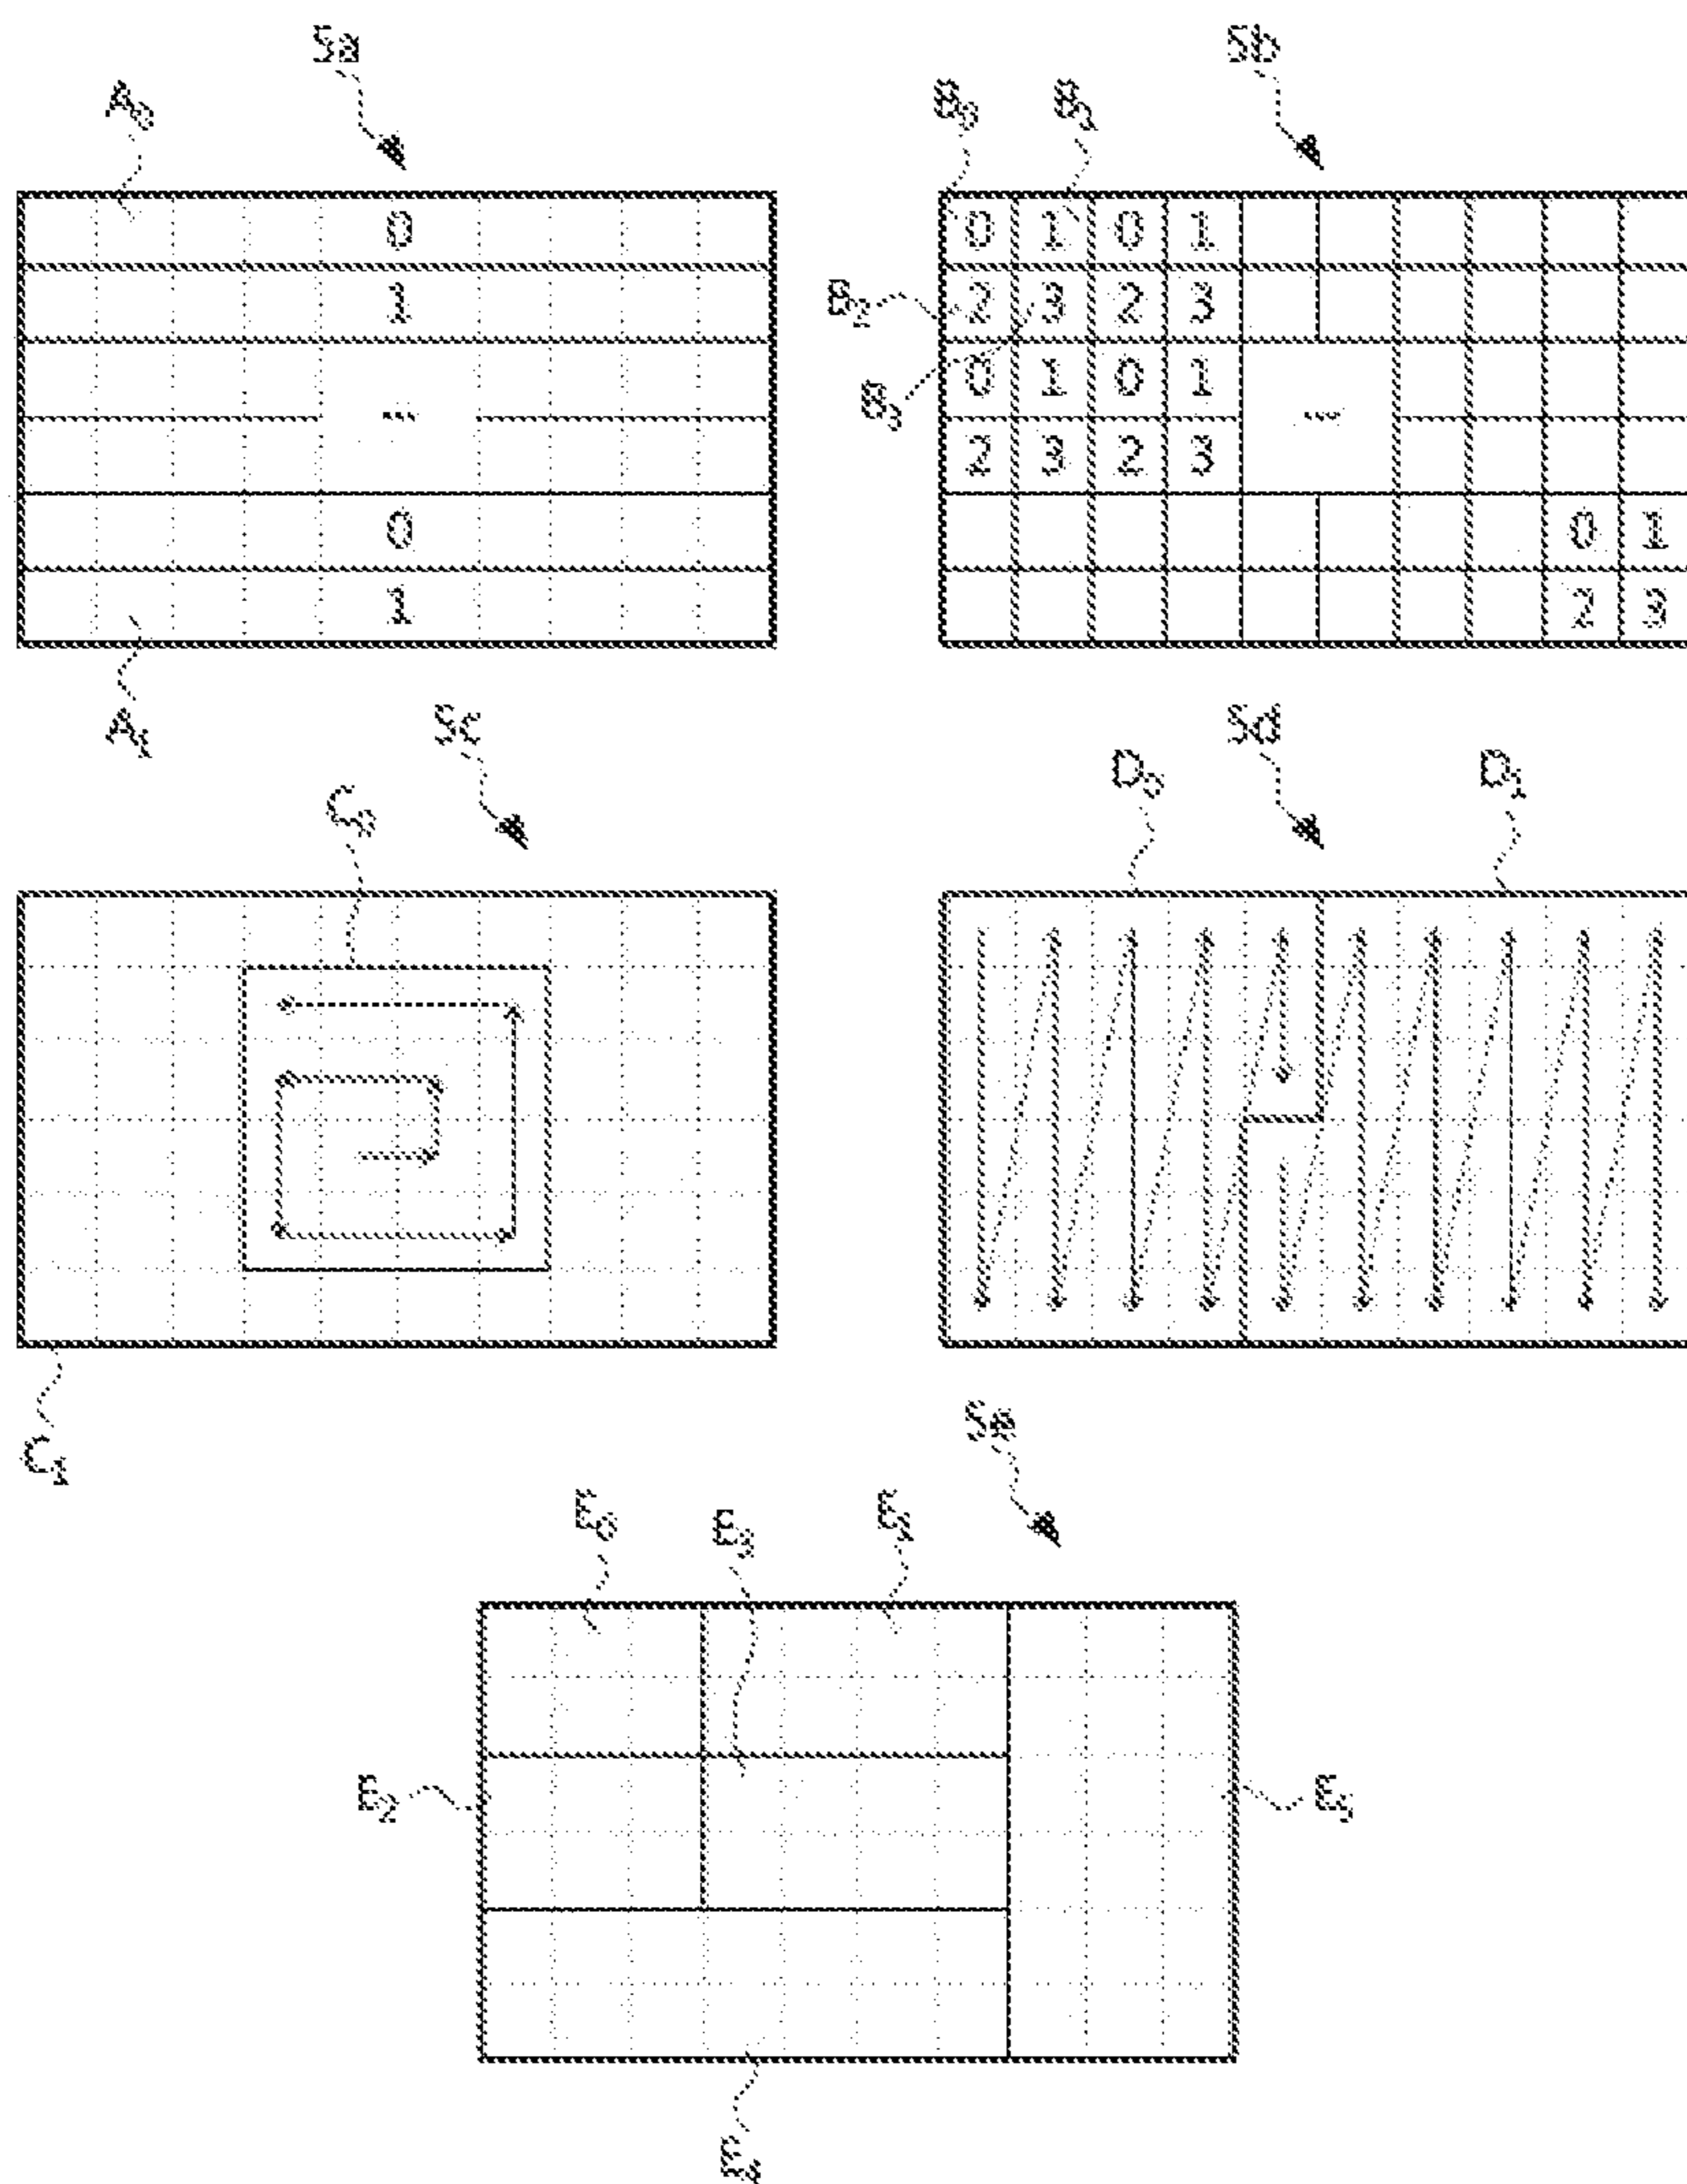 5a
A₀
0
1
...
0
1
A₁
5b
B₀ B₁
B₂
B₃
0 1 0 1
2 3 2 3
0 1 0 1
2 3 2 3
...
0 1
2 3
5c
C₀
C₁
5d
D₀ D₁
5e
E₀ E₃ E₁
E₂ E₅
E₄